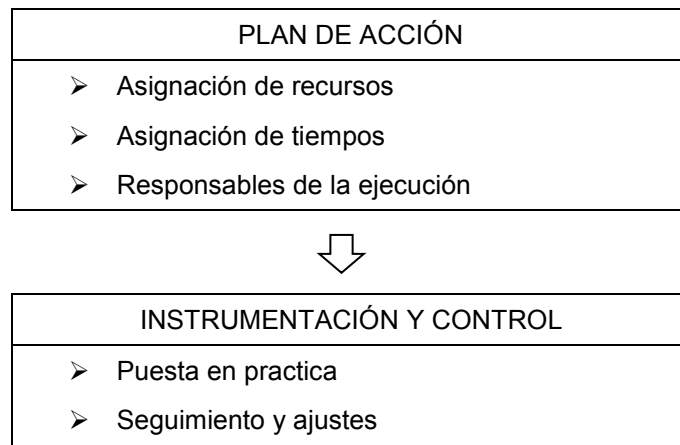 PLAN DE ACCIÓN
➢ Asignación de recursos
➢ Asignación de tiempos
➢ Responsables de la ejecución
INSTRUMENTACIÓN Y CONTROL
➢ Puesta en practica
➢ Seguimiento y ajustes